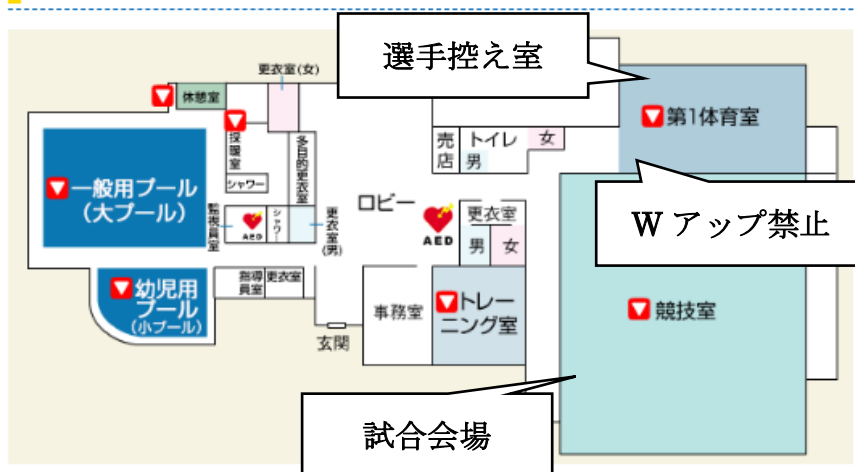 選手控え室
更衣室(女)
休憩室
第1体育室
採暖室
多目的更衣室
売店
トイレ
女
男
シャワー
一般用プール
(大プール)
ロビー
監視員室
AED
シャワー
更衣室(男)
AED
更衣室
男
女
Wアップ禁止
指導員室
更衣室
幼児用
プール
(小プール)
事務室
トレー
ニング室
競技室
玄関
試合会場